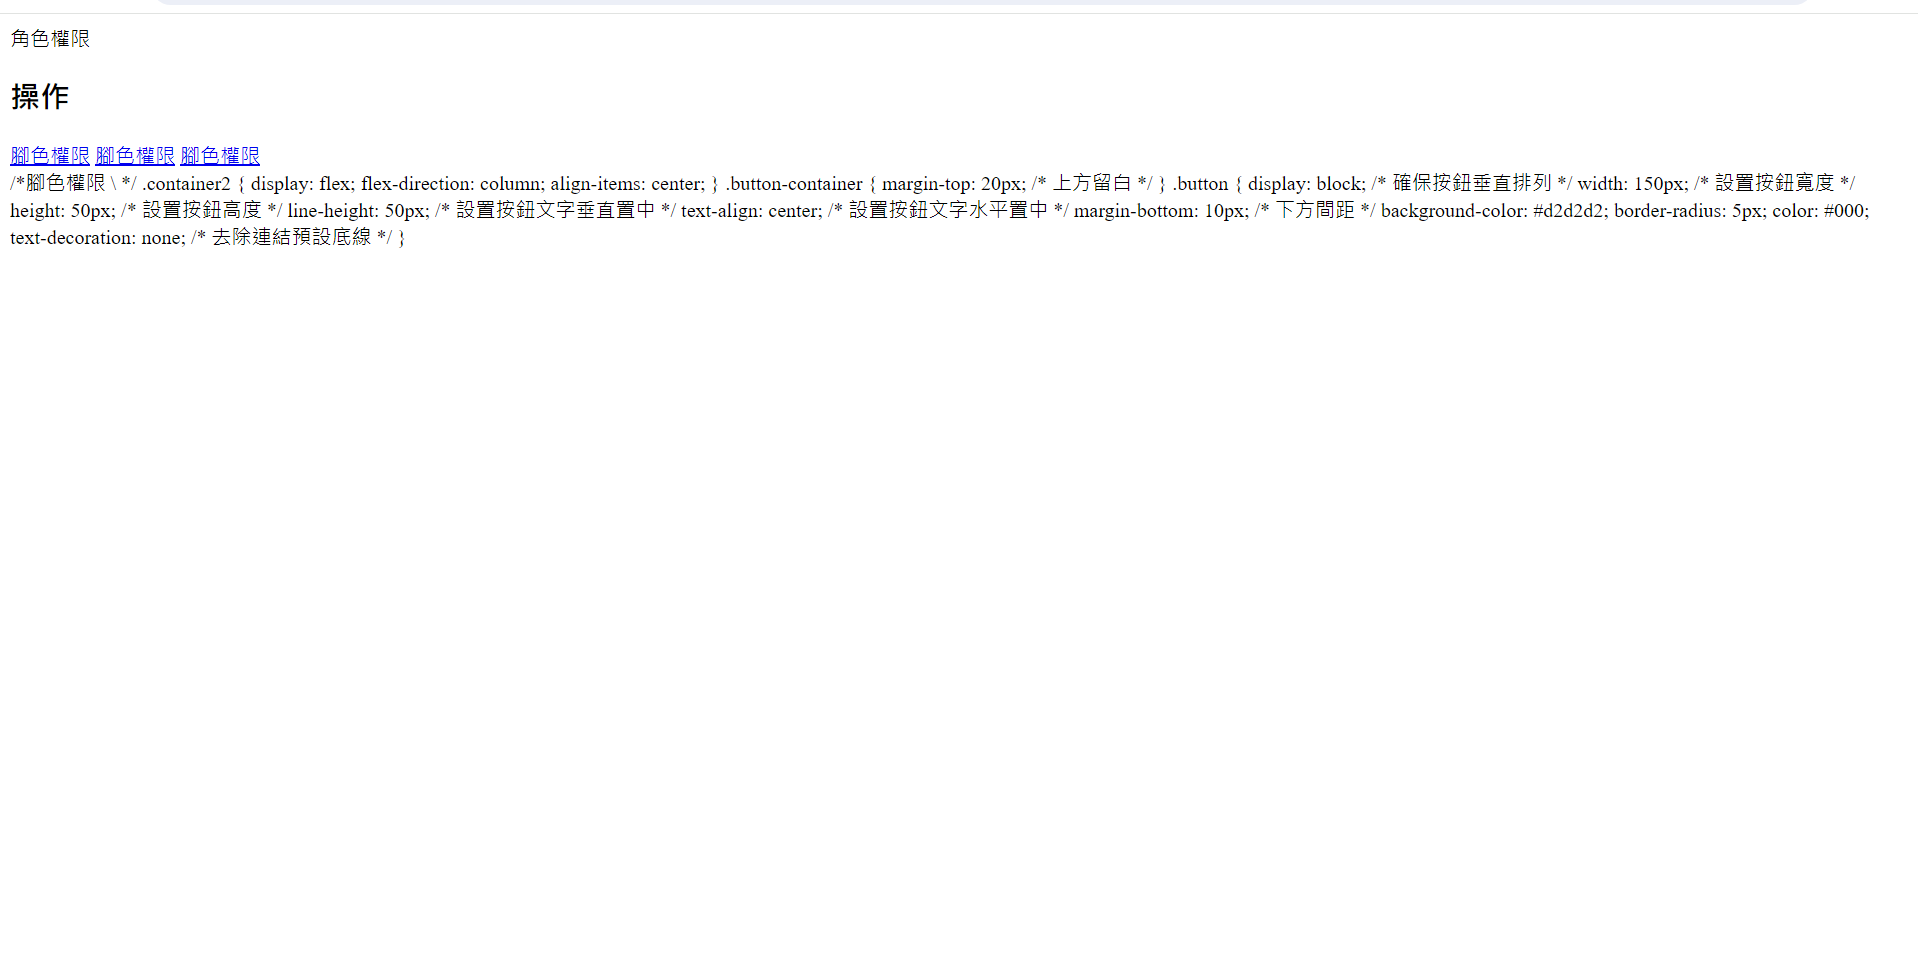 角色權限
操作
腳色權限 腳色權限 腳色權限
/*腳色權限 \ */ .container2 { display: flex; flex-direction: column; align-items: center; } .button-container { margin-top: 20px; /* 上方留白 */ } .button { display: block; /* 確保按鈕垂直排列 */ width: 150px; /* 設置按鈕寬度 */
height: 50px; /* 設置按鈕高度 */ line-height: 50px; /* 設置按鈕文字垂直置中 */ text-align: center; /* 設置按鈕文字水平置中 */ margin-bottom: 10px; /* 下方間距 */ background-color: #d2d2d2; border-radius: 5px; color: #000;
text-decoration: none; /* 去除連結預設底線 */ }